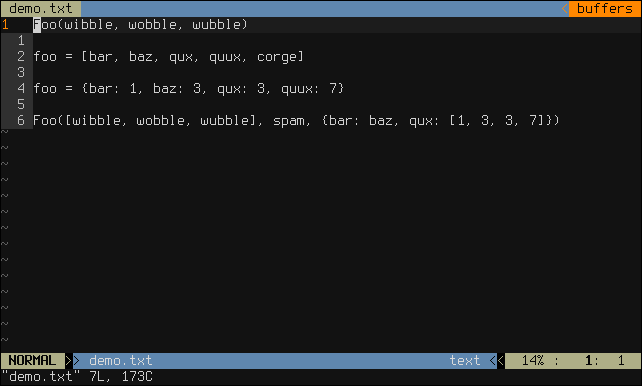 demo.txt buffers
1 Foo(wibble, wobble, wubble)
1
2 foo = [bar, baz, qux, quux, corge]
3
4 foo = {bar: 1, baz: 3, qux: 3, quux: 7}
5
6 Foo([wibble, wobble, wubble], spam, {bar: baz, qux: [1, 3, 3, 7]})
~
~
~
~
~
~
~
~
~
~
~
~
~
~
NORMAL demo.txt text 14% : 1: 1
"demo.txt" 7L, 173C